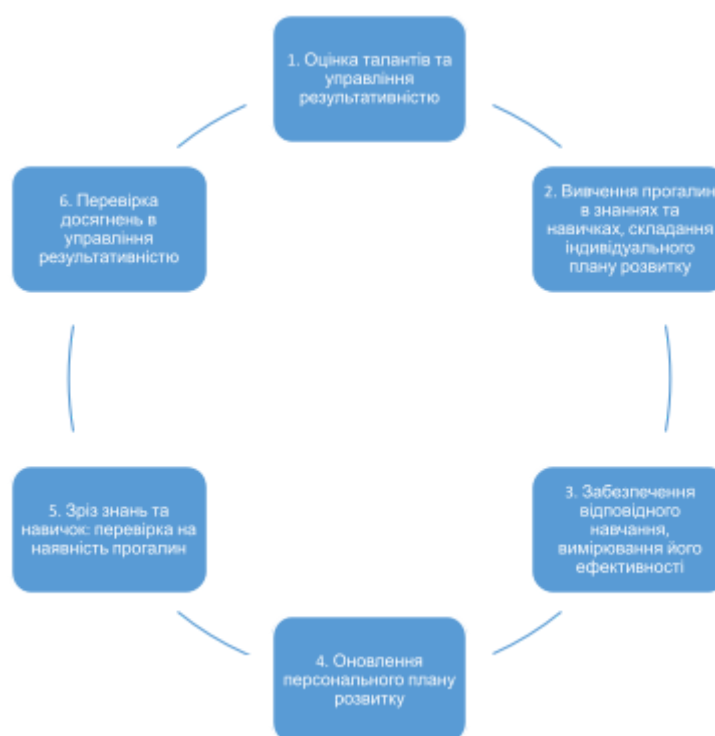 1. Оцінка талантів та
управління
результативністю
2. Вивчення прогалин
в знаннях та
навичках, складання
індивідуального
плану розвитку
3. Забезпечення
відповідного
навчання,
вимірювання його
ефективності
4. Оновлення
персонального плану
розвитку
5. Зріз знань та
навичок: перевірка на
наявність прогалин
6. Перевірка
досягнень в
управління
результативністю